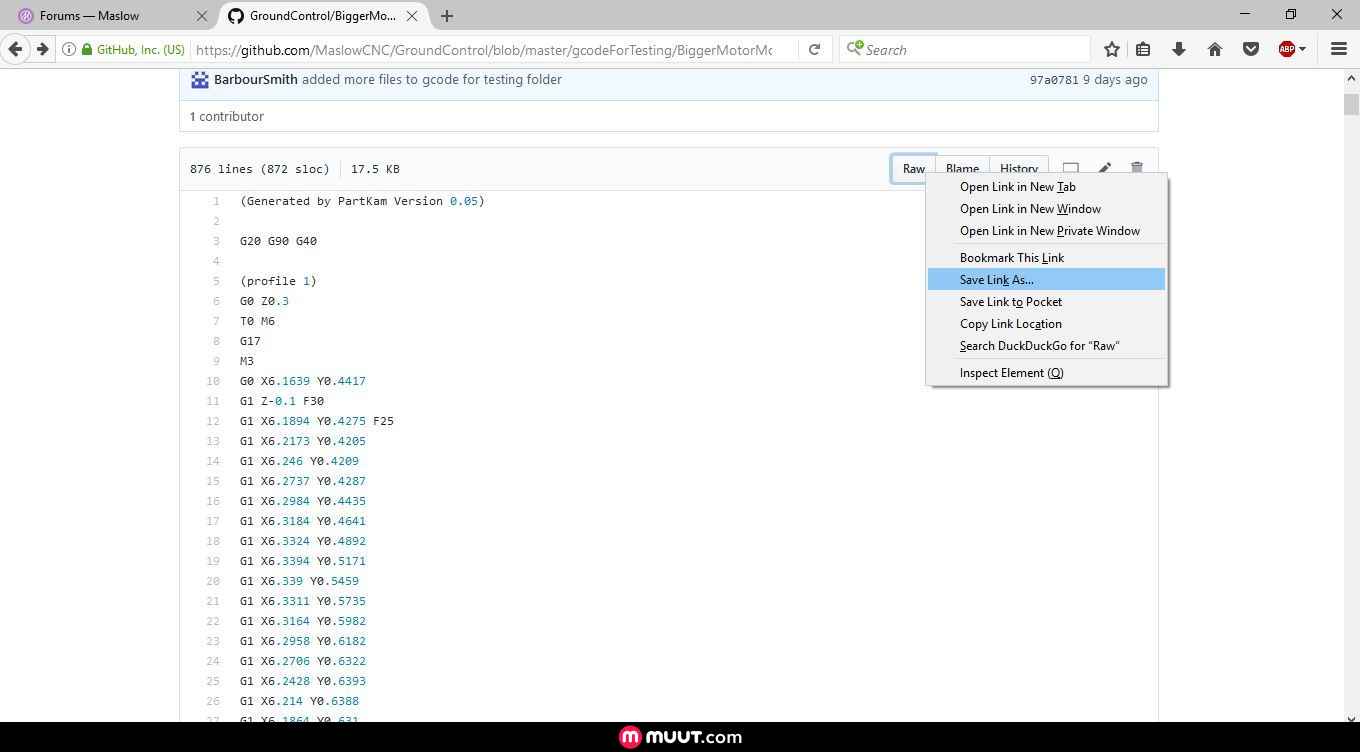 Forums — Maslow
GroundControl/BiggerMo...
GitHub, Inc. (US)
https://github.com/MaslowCNC/GroundControl/blob/master/gcodeForTesting/BiggerMotorMo
Search
ABP
BarbourSmith added more files to gcode for testing folder
97a0781 9 days ago
1 contributor
876 lines (872 sloc) 17.5 KB
Raw
Blame
History
Open Link in New Tab
Open Link in New Window
Open Link in New Private Window
Bookmark This Link
Save Link As...
Save Link to Pocket
Copy Link Location
Search DuckDuckGo for “Raw”
Inspect Element (Q)
1 (Generated by PartKam Version 0.05)
2
3 G20 G90 G40
4
5 (profile 1)
6 G0 Z0.3
7 T0 M6
8 G17
9 M3
10 G0 X6.1639 Y0.4417
11 G1 Z-0.1 F30
12 G1 X6.1894 Y0.4275 F25
13 G1 X6.2173 Y0.4205
14 G1 X6.246 Y0.4209
15 G1 X6.2737 Y0.4287
16 G1 X6.2984 Y0.4435
17 G1 X6.3184 Y0.4641
18 G1 X6.3324 Y0.4892
19 G1 X6.3394 Y0.5171
20 G1 X6.339 Y0.5459
21 G1 X6.3311 Y0.5735
22 G1 X6.3164 Y0.5982
23 G1 X6.2958 Y0.6182
24 G1 X6.2706 Y0.6322
25 G1 X6.2428 Y0.6393
26 G1 X6.214 Y0.6388
27 G1 X6.1864 Y0.631
muut.com